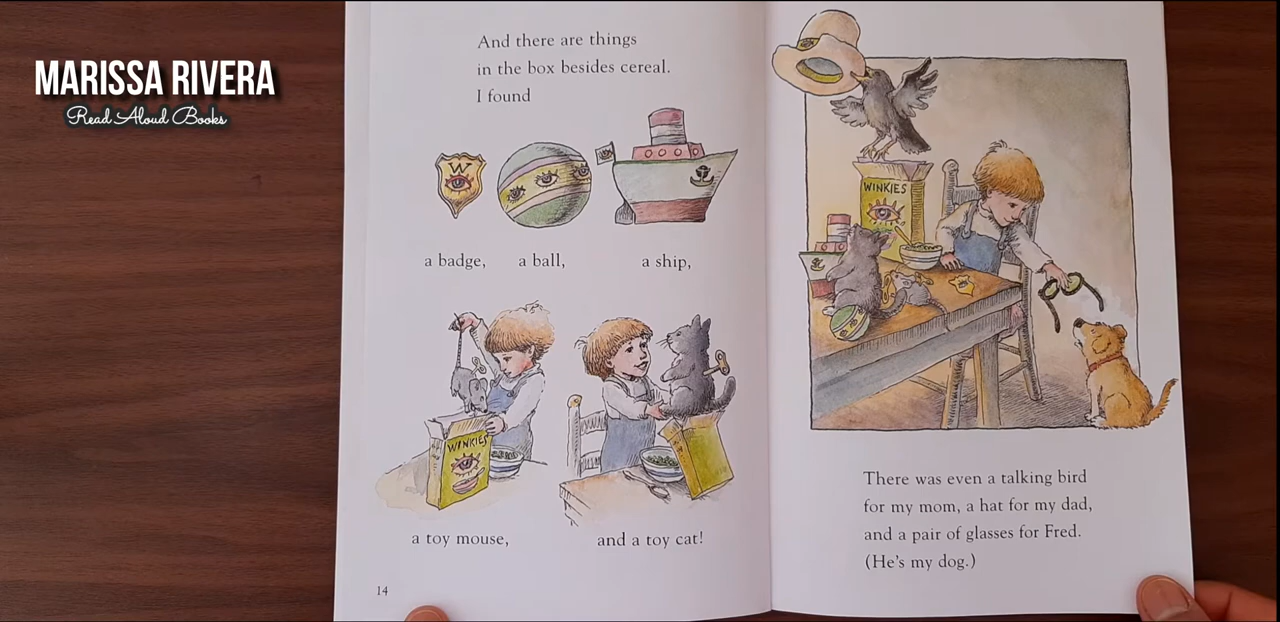 MARISSA RIVERA
Read Aloud Books
And there are things
in the box besides cereal.
I found
W
a badge, a ball, a ship,
WINKIES
a toy mouse, and a toy cat!
14
WINKIES
There was even a talking bird
for my mom, a hat for my dad,
and a pair of glasses for Fred.
(He's my dog.)